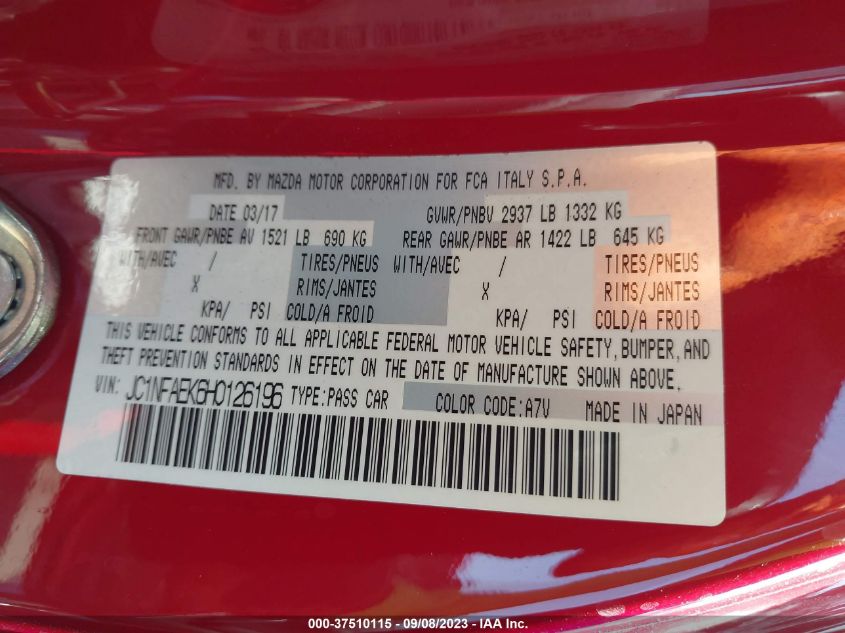 MFD. BY MAZDA MOTOR CORPORATION FOR FCA ITALY S.P.A.
DATE 03/17 GVWR/PNBV 2937 LB 1332 KG
FRONT GAWR/PNBE AV 1521 LB 690 KG REAR GAWR/PNBE AR 1422 LB 645 KG
WITH/AVEC / TIRES/PNEUS WITH/AVEC / TIRES/PNEUS
X RIMS/JANTES X RIMS/JANTES
KPA/ PSI COLD/A FROID KPA/ PSI COLD/A FROID
THIS VEHICLE CONFORMS TO ALL APPLICABLE FEDERAL MOTOR VEHICLE SAFETY, BUMPER, AND
THEFT PREVENTION STANDARDS IN EFFECT ON THE DATE OF MANUFACTURE SHOWN ABOVE.
VIN: JC1NFAEK6H0126196 TYPE: PASS CAR COLOR CODE: A7V MADE IN JAPAN
000-37510115 - 09/08/2023 - © IAA Inc.